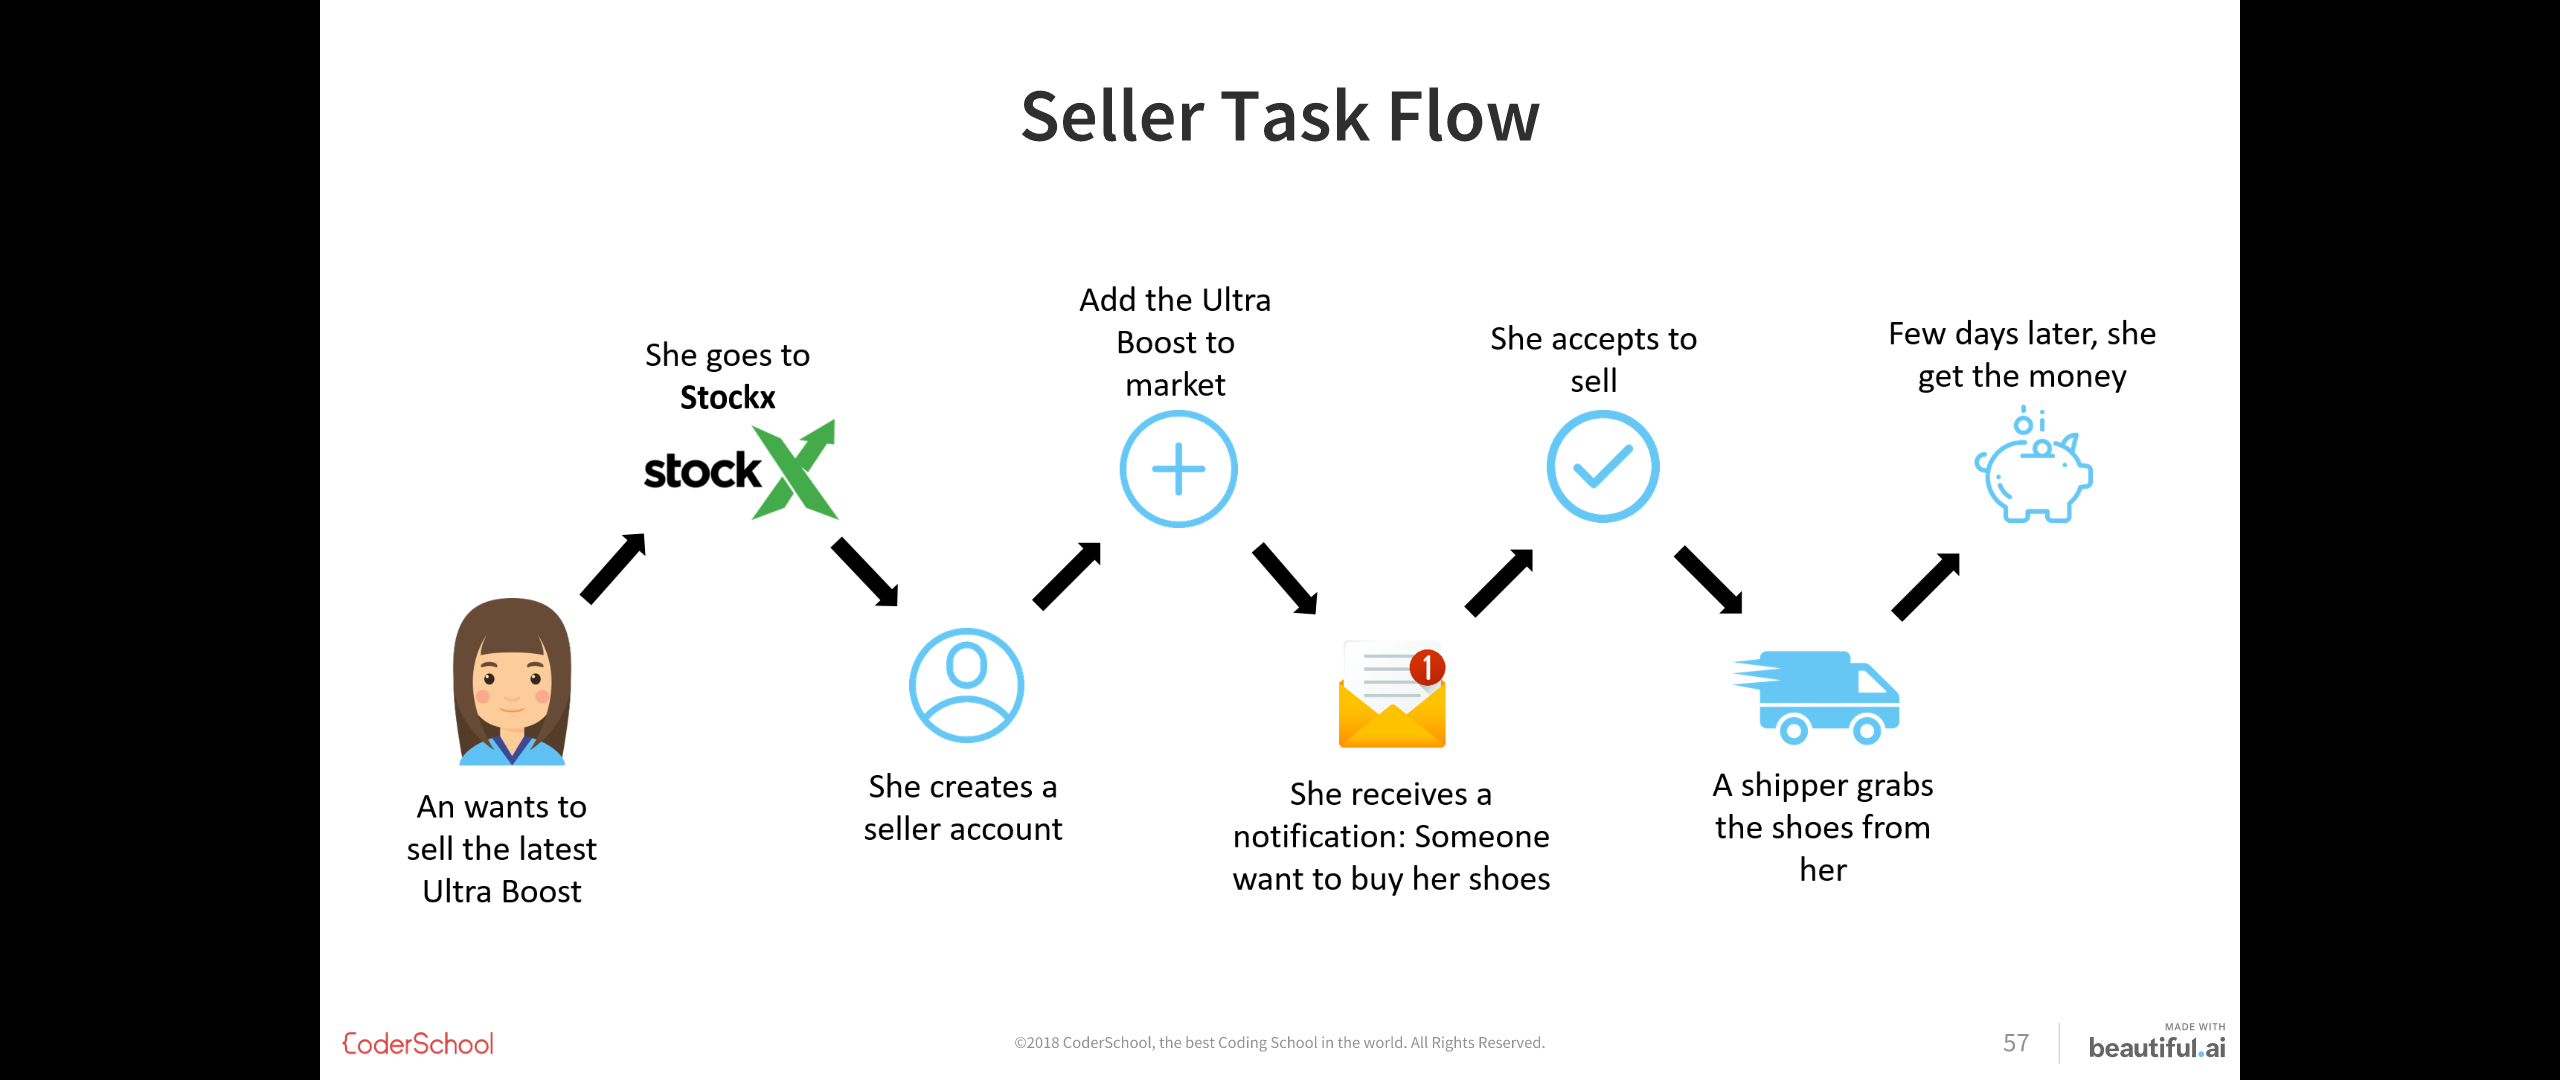 Seller Task Flow
An wants to
sell the latest
Ultra Boost
She goes to
Stockx
stockX
She creates a
seller account
Add the Ultra
Boost to
market
She receives a
notification: Someone
want to buy her shoes
1
She accepts to
sell
A shipper grabs
the shoes from
her
Few days later, she
get the money
CoderSchool
©2018 CoderSchool, the best Coding School in the world. All Rights Reserved.
57
MADE WITH
beautiful.ai